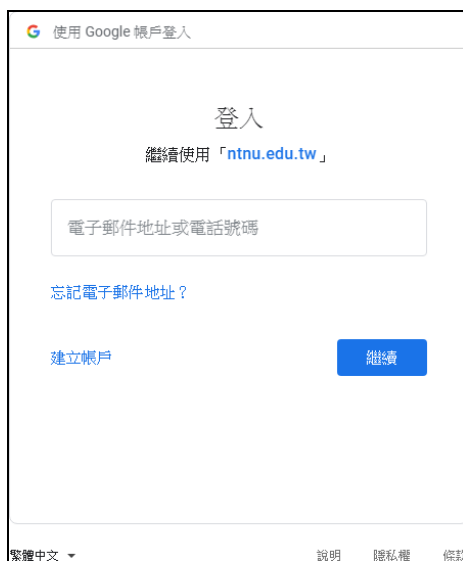 使用 Google 帳戶登入
登入
繼續使用「ntnu.edu.tw」
電子郵件地址或電話號碼
忘記電子郵件地址？
建立帳戶
繼續
繁體中文
說明
隱私權
條款